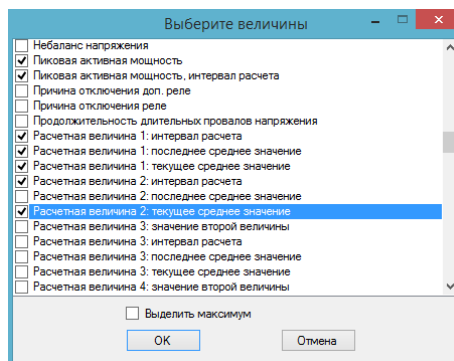 Выберите величины
Небаланс напряжения
Пиковая активная мощность
Пиковая активная мощность, интервал расчета
Причина отключения доп. реле
Причина отключения реле
Продолжительность длительных провалов напряжения
Расчетная величина 1: интервал расчета
Расчетная величина 1: последнее среднее значение
Расчетная величина 1: текущее среднее значение
Расчетная величина 2: интервал расчета
Расчетная величина 2: последнее среднее значение
Расчетная величина 2: текущее среднее значение
Расчетная величина 3: значение второй величины
Расчетная величина 3: интервал расчета
Расчетная величина 3: последнее среднее значение
Расчетная величина 3: текущее среднее значение
Расчетная величина 4: значение второй величины
Выделить максимум
OK Отмена